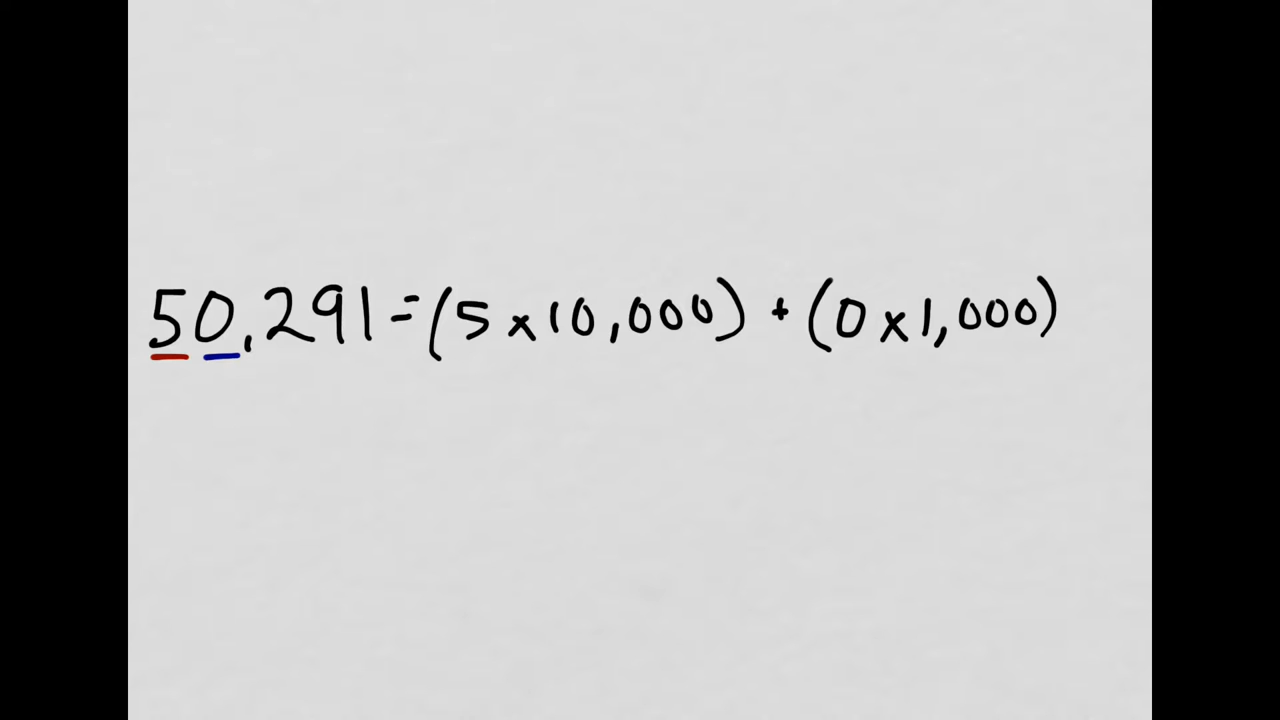 50,291 = (5 x 10,000) + (0 x 1,000)